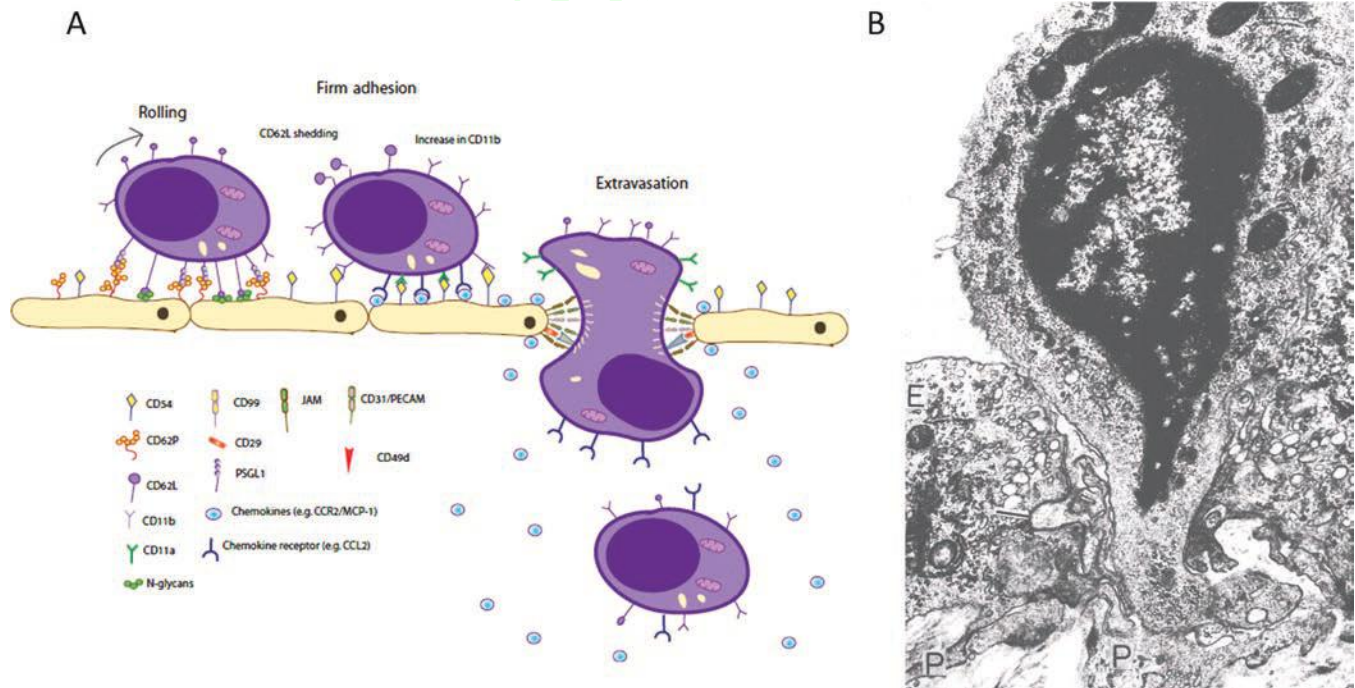 A
B
Firm adhesion
Rolling
CD62L shedding
Increase in CD11b
Extravasation
CD54
CD99
JAM
CD31/PECAM
CD62P
CD29
CD49d
CD62L
PSGL1
CD11b
Chemokines (e.g. CCR2/MCP-1)
CD11a
Chemokine receptor (e.g. CCL2)
N-glycans
E
P
P